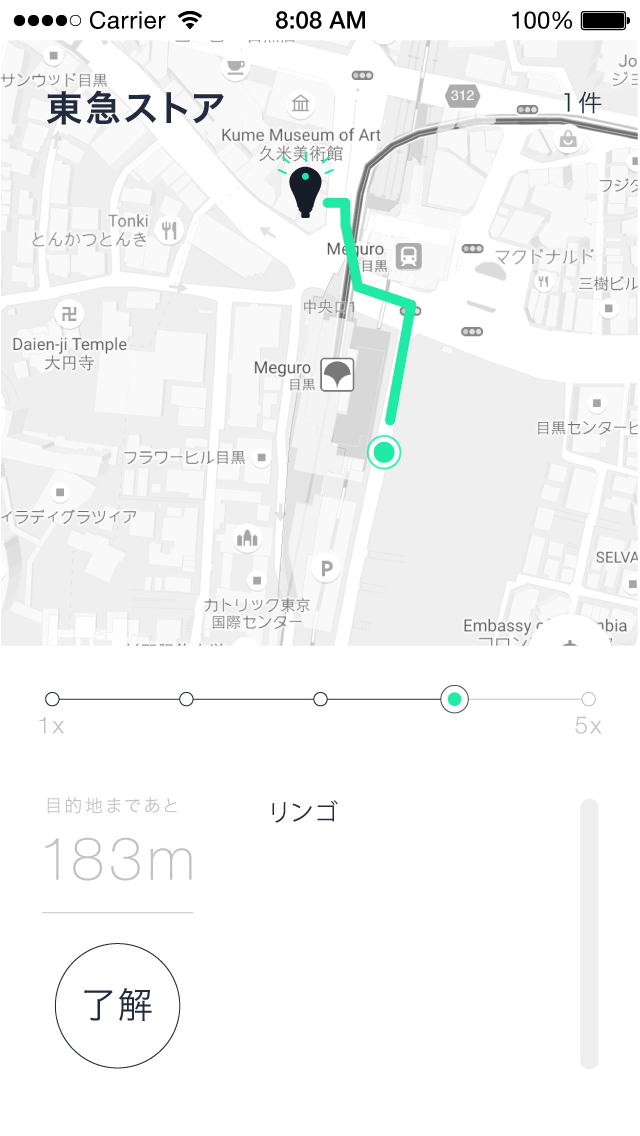 Carrier 8:08 AM 100%
サンウッド目黒
東急ストア
312
1件
Kume Museum of Art
久米美術館
フジタ
Tonki
とんかつとんき
Meguro
目黒
マクドナルド
三樹ビル
中央口1
Daien-ji Temple
大円寺
Meguro
目黒
目黒センタービ
フラワーヒル目黒
イラディグラツィア
P
SELVA
カトリック東京
国際センター
Embassy of
bia
コロン
1x
5x
目的地まであと
リンゴ
183m
了解